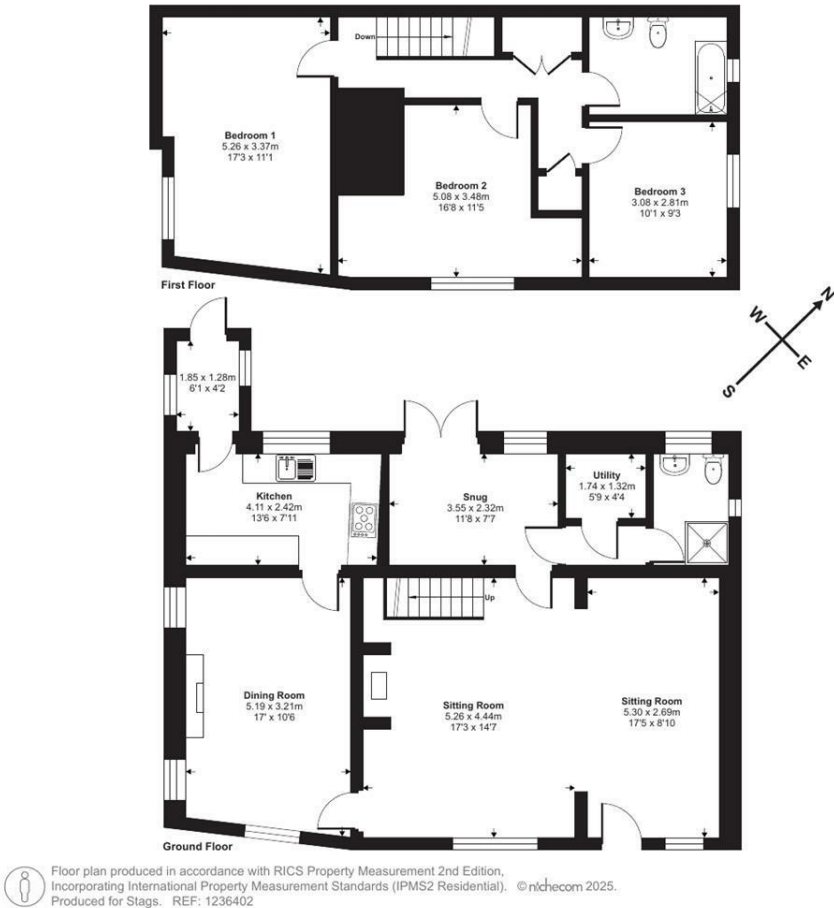 Down
Bedroom 1
5.26 x 3.37m
17'3 x 11'1
Bedroom 2
5.08 x 3.48m
16'8 x 11'5
Bedroom 3
3.08 x 2.81m
10'1 x 9'3
First Floor
N
W
E
S
1.85 x 1.28m
6'1 x 4'2
Kitchen
4.11 x 2.42m
13'6 x 7'11
Snug
3.55 x 2.32m
11'8 x 7'7
Utility
1.74 x 1.32m
5'9 x 4'4
Up
Dining Room
5.19 x 3.21m
17' x 10'6
Sitting Room
5.26 x 4.44m
17'3 x 14'7
Sitting Room
5.30 x 2.69m
17'5 x 8'10
Ground Floor
Floor plan produced in accordance with RICS Property Measurement 2nd Edition,
Incorporating International Property Measurement Standards (IPMS2 Residential). © nichecom 2025.
Produced for Stags. REF: 1236402